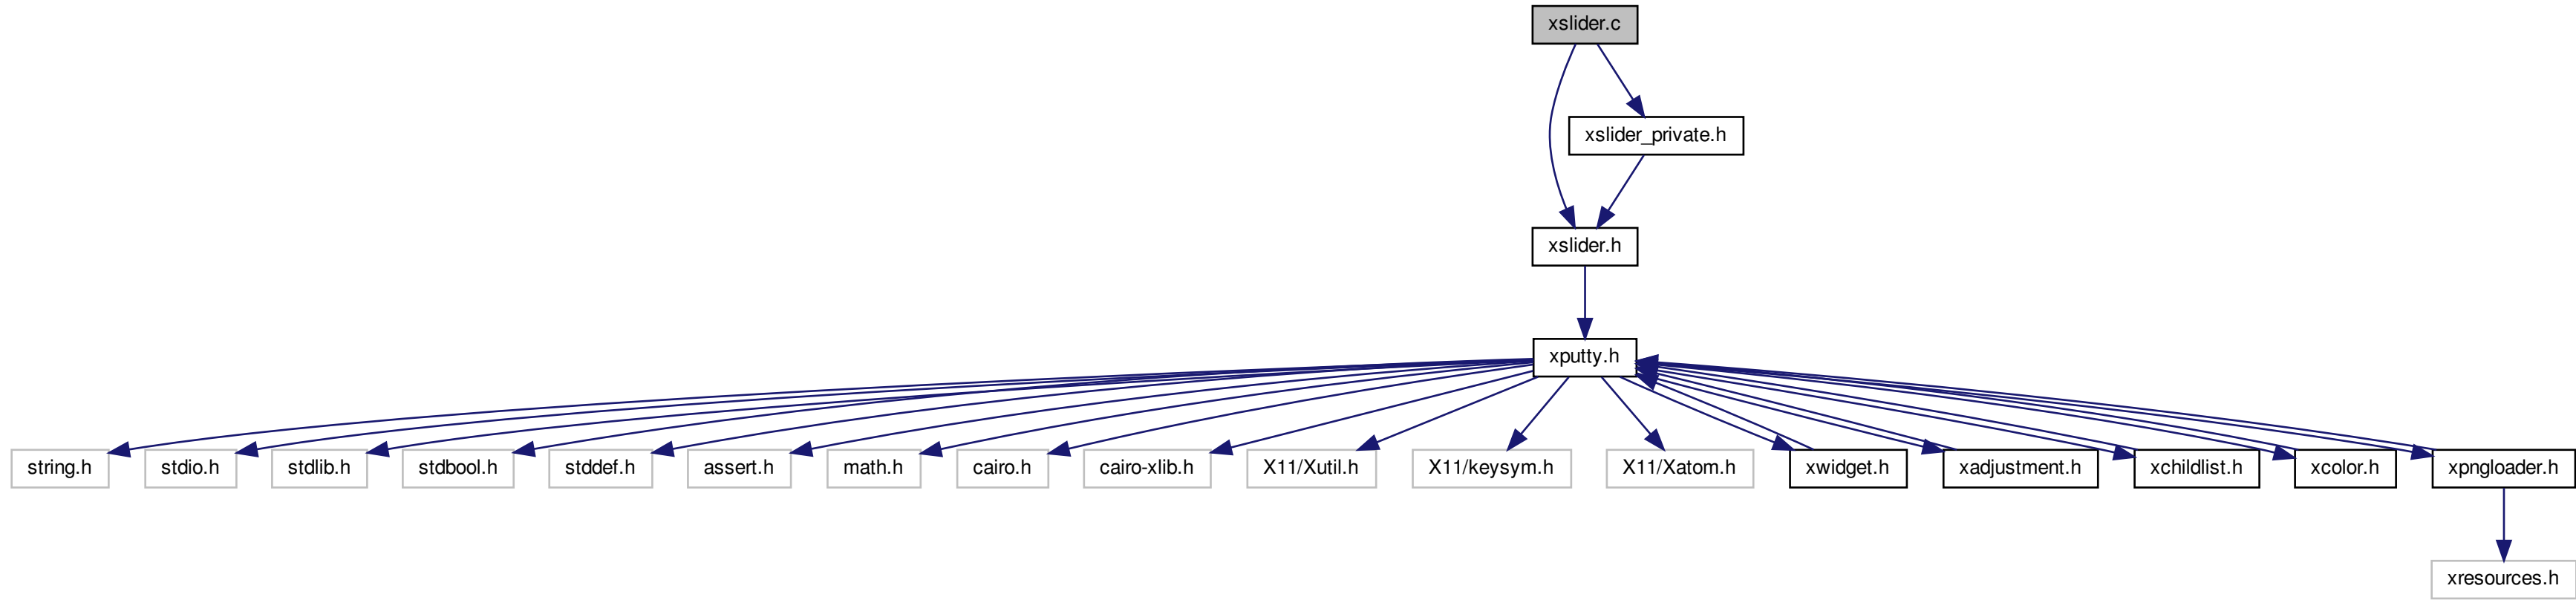 xslider.c
xslider_private.h
xslider.h
xputty.h
string.h
stdio.h
stdlib.h
stdbool.h
stddef.h
assert.h
math.h
cairo.h
cairo-xlib.h
X11/Xutil.h
X11/keysym.h
X11/Xatom.h
xwidget.h
xadjustment.h
xchildlist.h
xcolor.h
xpngloader.h
xresources.h